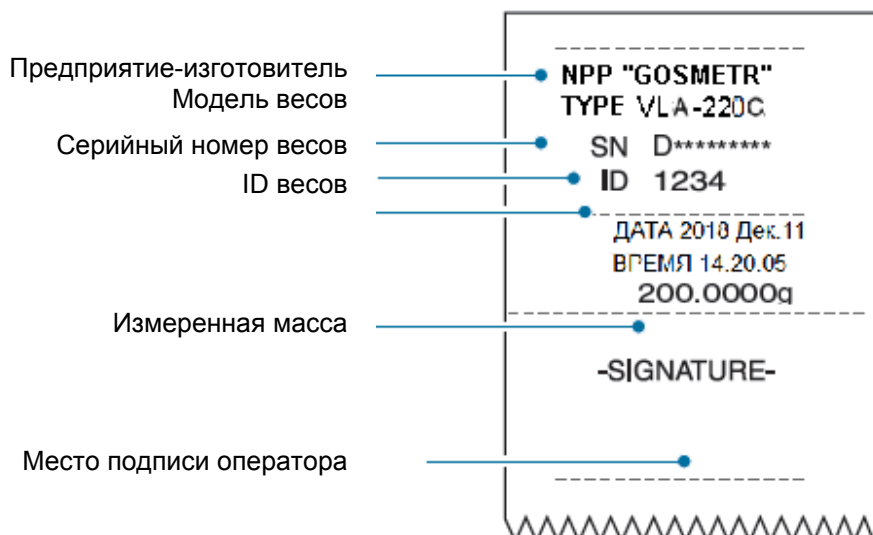 Предприятие-изготовитель
Модель весов
Серийный номер весов
ID весов
Измеренная масса
Место подписи оператора
NPP "GOSMETR"
TYPE VLA-220C
SN D*********
ID 1234
ДАТА 2018 Дек.11
ВРЕМЯ 14.20.05
200.0000g
-SIGNATURE-